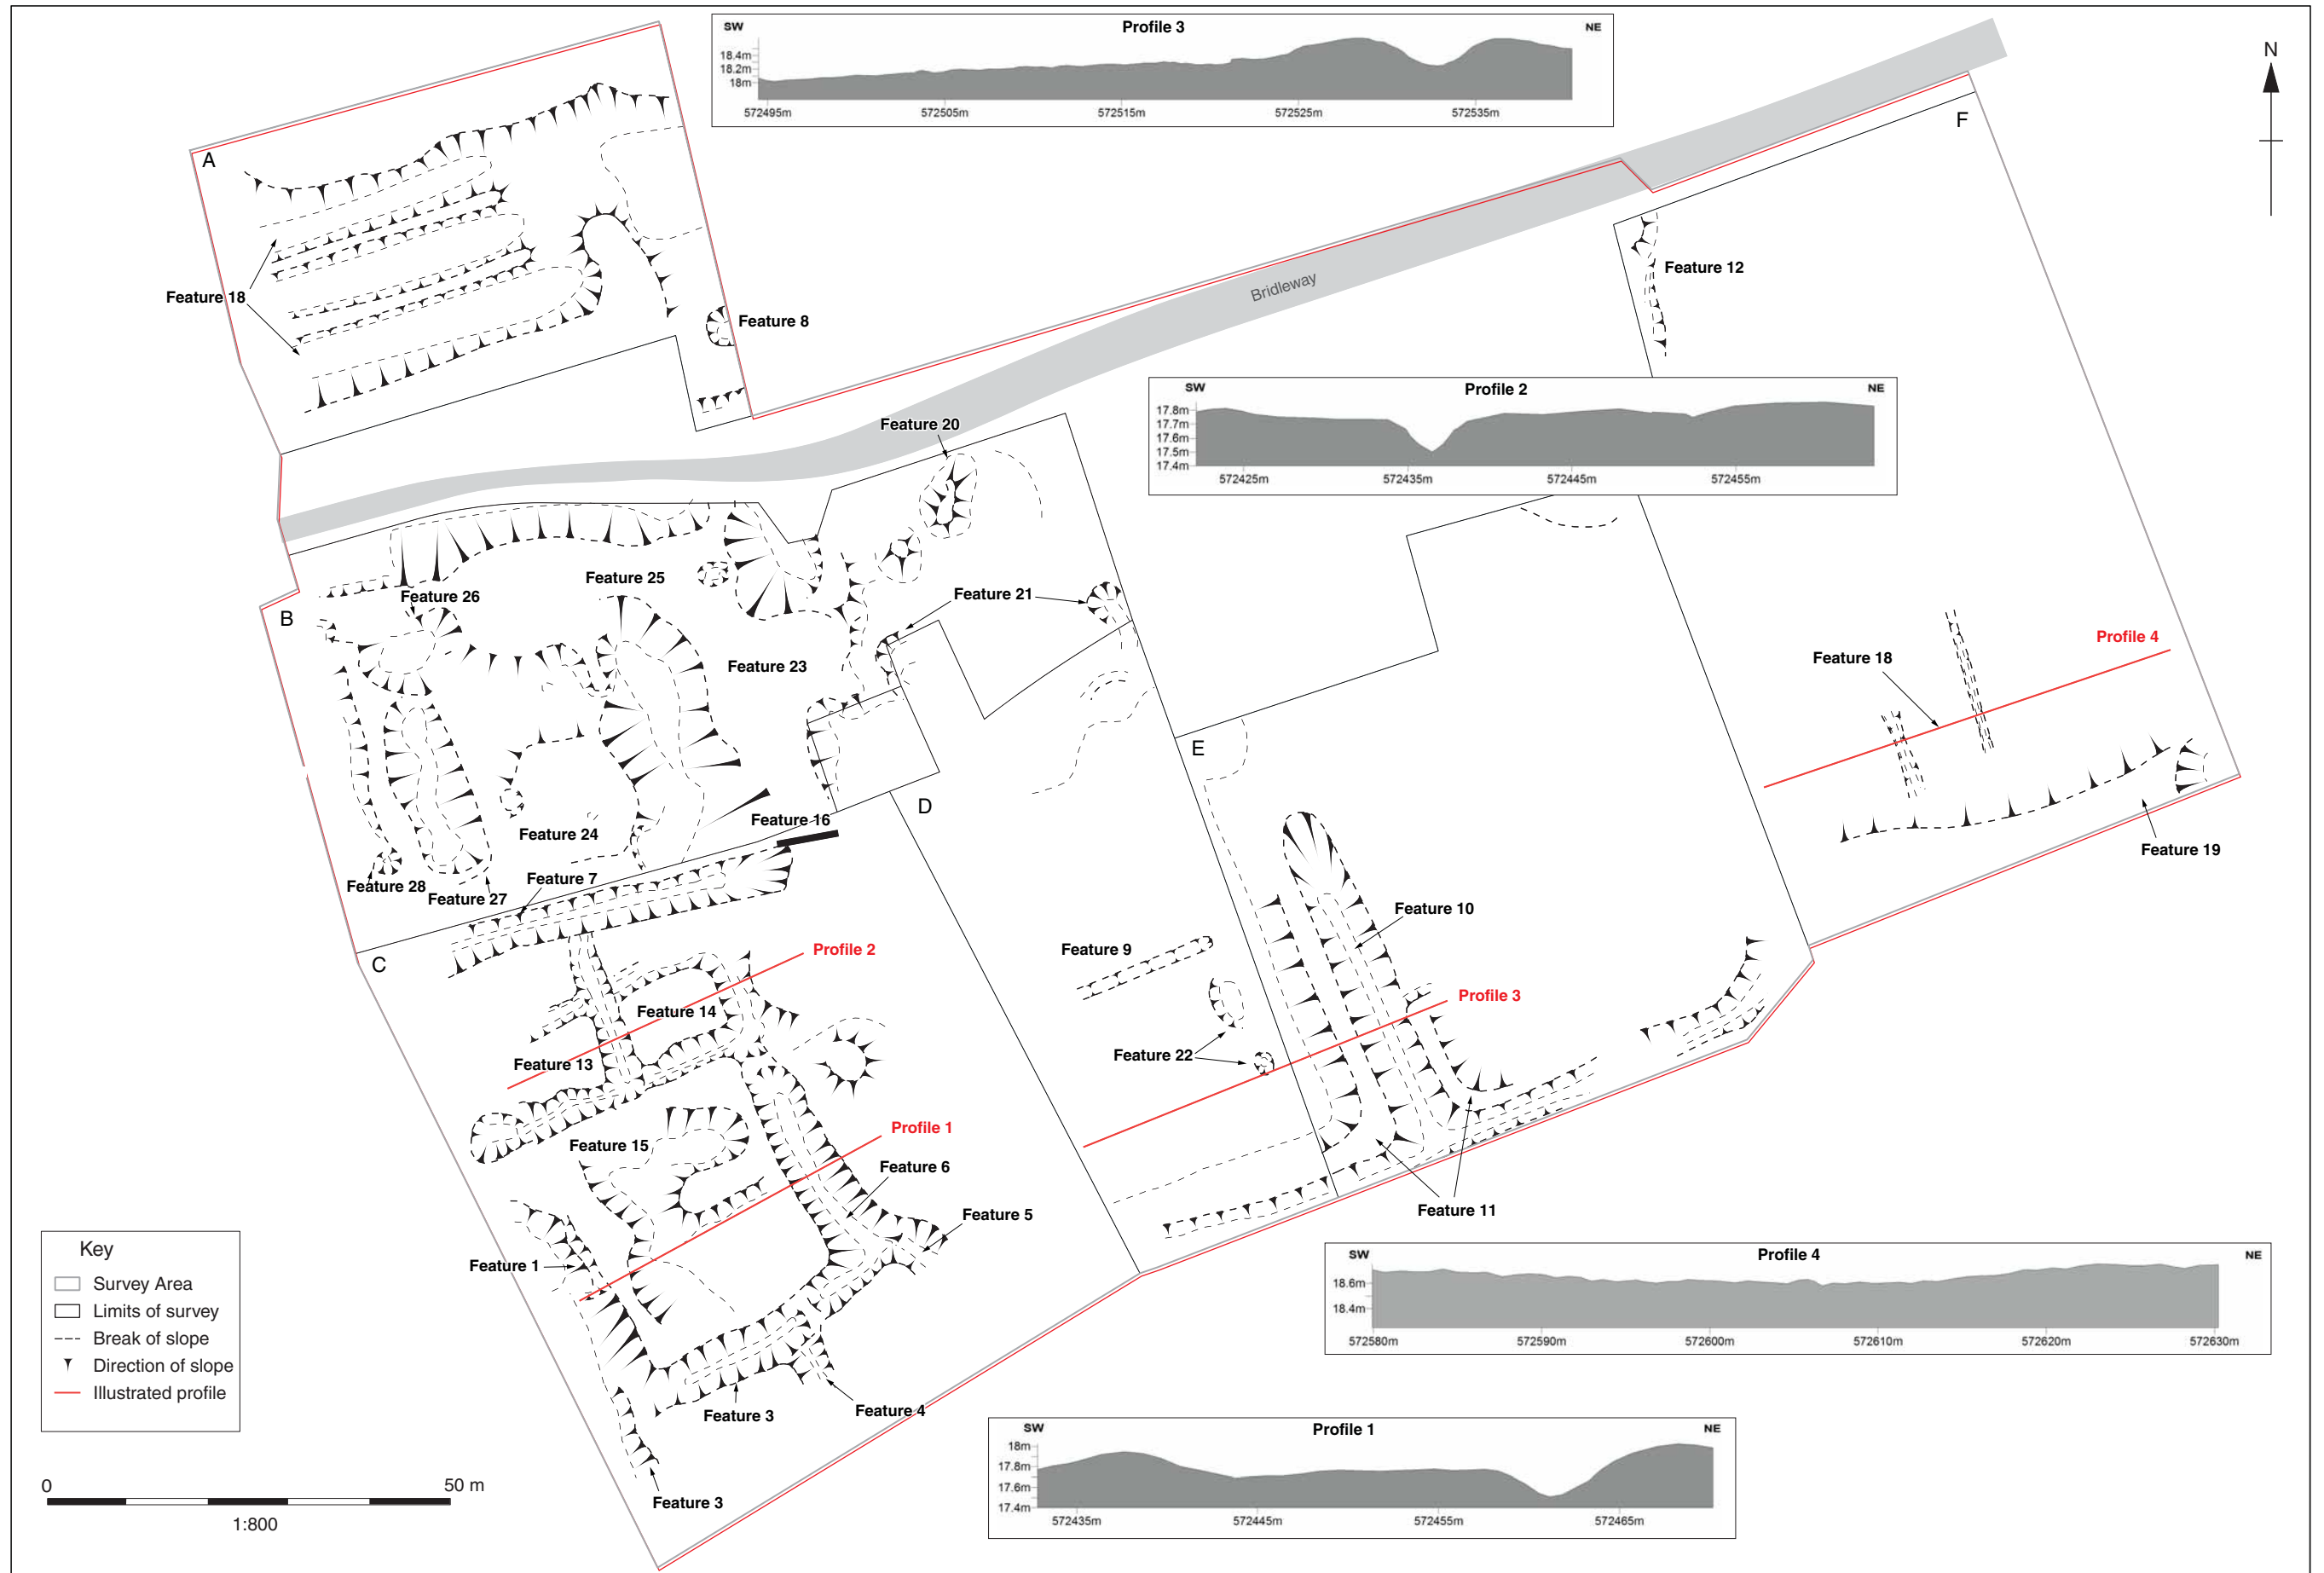 Profile 3
SW
NE
18.4m
18.2m
18m
572495m
572505m
572515m
572525m
572535m
N
F
A
Feature 12
Bridleway
Feature 18
Feature 8
Profile 2
SW
NE
17.8m
17.7m
17.6m
17.5m
17.4m
572425m
572435m
572445m
572455m
Feature 20
Feature 25
Feature 26
Feature 21
B
Profile 4
Feature 18
Feature 23
E
D
Feature 16
Feature 24
Feature 19
Feature 7
Feature 28
Feature 27
Feature 10
Profile 2
Feature 9
C
Profile 3
Feature 14
Feature 22
Feature 13
Profile 1
Feature 15
Feature 6
Feature 11
Feature 5
Feature 1
Key
Survey Area
Limits of survey
Break of slope
Direction of slope
Illustrated profile
Profile 4
SW
NE
18.6m
18.4m
572580m
572590m
572600m
572610m
572620m
572630m
Feature 3
Feature 4
Profile 1
SW
NE
18m
17.8m
17.6m
17.4m
572435m
572445m
572455m
572465m
0
50 m
1:800
Feature 3